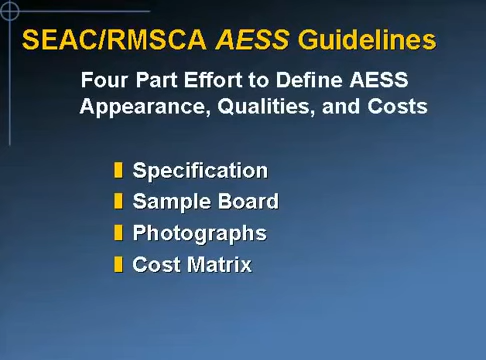 SEAC/RMSCA AESS Guidelines
Four Part Effort to Define AESS
Appearance, Qualities, and Costs
Specification
Sample Board
Photographs
Cost Matrix